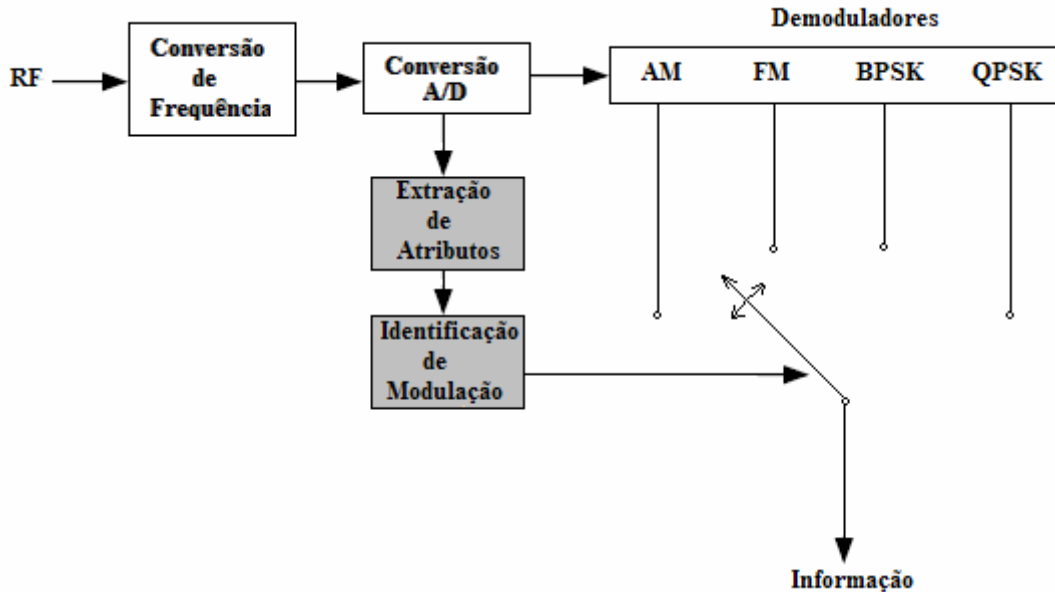 Demoduladores
RF
Conversão
de
Frequência
Conversão
A/D
AM FM BPSK QPSK
Extração
de
Atributos
Identificação
de
Modulação
Informação